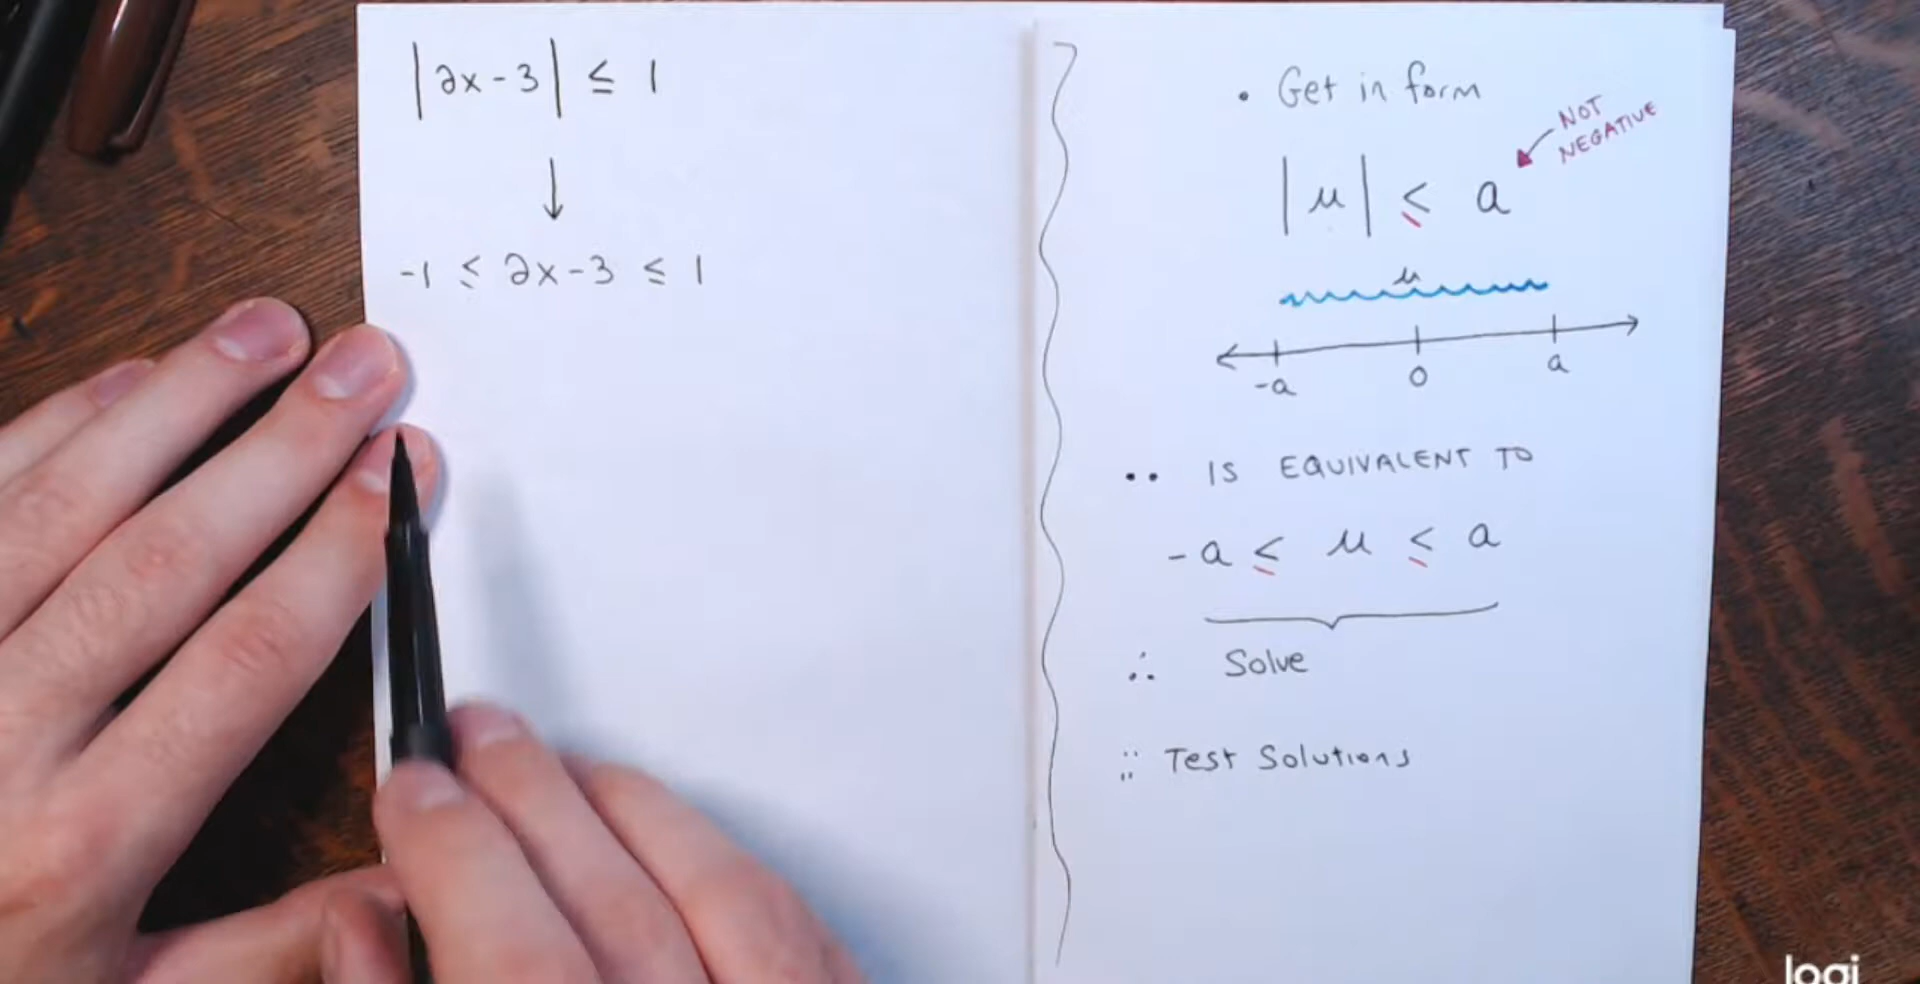 |2x-3| ≤ 1
↓
-1 ≤ 2x-3 ≤ 1
• Get in form
NOT
NEGATIVE
|u| ≤ a
u
-a 0 a
•• IS EQUIVALENT TO
-a ≤ u ≤ a
∴ Solve
:: Test Solutions
logi